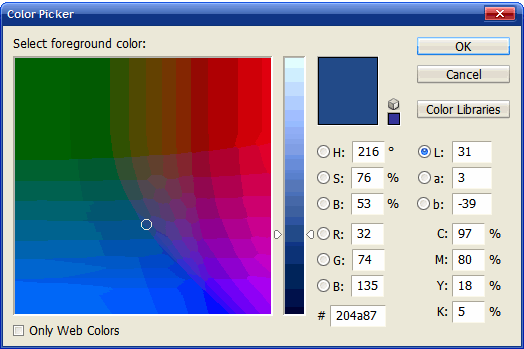 Color Picker
Select foreground color:
OK
Cancel
Color Libraries
H: 216 ° L: 31
S: 76 % a: 3
B: 53 % b: -39
R: 32 C: 97 %
G: 74 M: 80 %
B: 135 Y: 18 %
# 204a87 K: 5 %
Only Web Colors